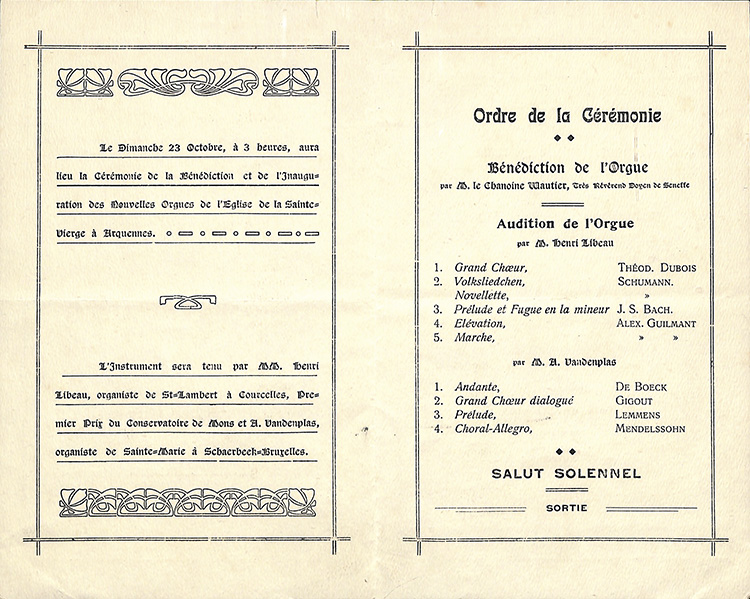 Le Dimanche 23 Octobre, à 3 heures, aura
lieu la Cérémonie de la Bénédiction et de l'Inaugu-
ration des Nouvelles Orgues de l'Eglise de la Sainte-
Vierge à Arquennes.
L'Instrument sera tenu par MM. Henri
Libeau, organiste de St-Lambert à Courcelles, Pre-
mier Prix du Conservatoire de Mons et A. Vandenplas,
organiste de Sainte-Marie à Schaerbeek-Bruxelles.
Ordre de la Cérémonie
Bénédiction de l'Orgue
par M. le Chanoine Wautier, Très Révérend Doyen de Seneffe
Audition de l'Orgue
par M. Henri Libeau
1. Grand Chœur, THÉOD. DUBOIS
2. Volksliedchen, SCHUMANN.
Novellette, »
3. Prélude et Fugue en la mineur J. S. BACH.
4. Elévation, ALEX. GUILMANT
5. Marche, » »
par M. A. Vandenplas
1. Andante, DE BOECK
2. Grand Chœur dialogué GIGOUT
3. Prélude, LEMMENS
4. Choral-Allegro, MENDELSSOHN
SALUT SOLENNEL
SORTIE